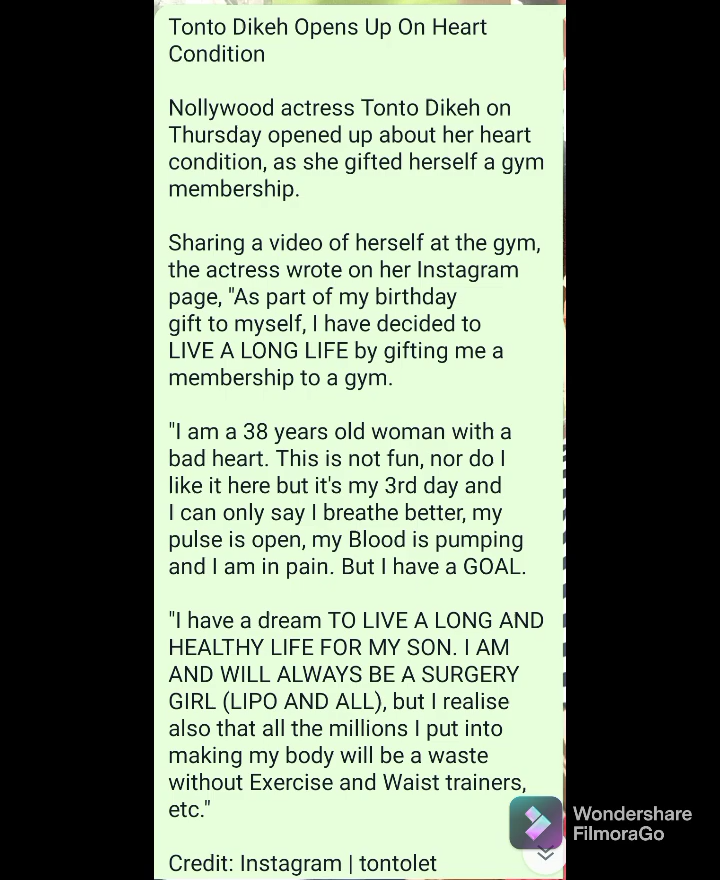 Tonto Dikeh Opens Up On Heart
Condition
Nollywood actress Tonto Dikeh on
Thursday opened up about her heart
condition, as she gifted herself a gym
membership.
Sharing a video of herself at the gym,
the actress wrote on her Instagram
page, "As part of my birthday
gift to myself, I have decided to
LIVE A LONG LIFE by gifting me a
membership to a gym.
"I am a 38 years old woman with a
bad heart. This is not fun, nor do I
like it here but it's my 3rd day and
I can only say I breathe better, my
pulse is open, my Blood is pumping
and I am in pain. But I have a GOAL.
"I have a dream TO LIVE A LONG AND
HEALTHY LIFE FOR MY SON. I AM
AND WILL ALWAYS BE A SURGERY
GIRL (LIPO AND ALL), but I realise
also that all the millions I put into
making my body will be a waste
without Exercise and Waist trainers,
etc."
Credit: Instagram | tontolet
Wondershare
FilmoraGo